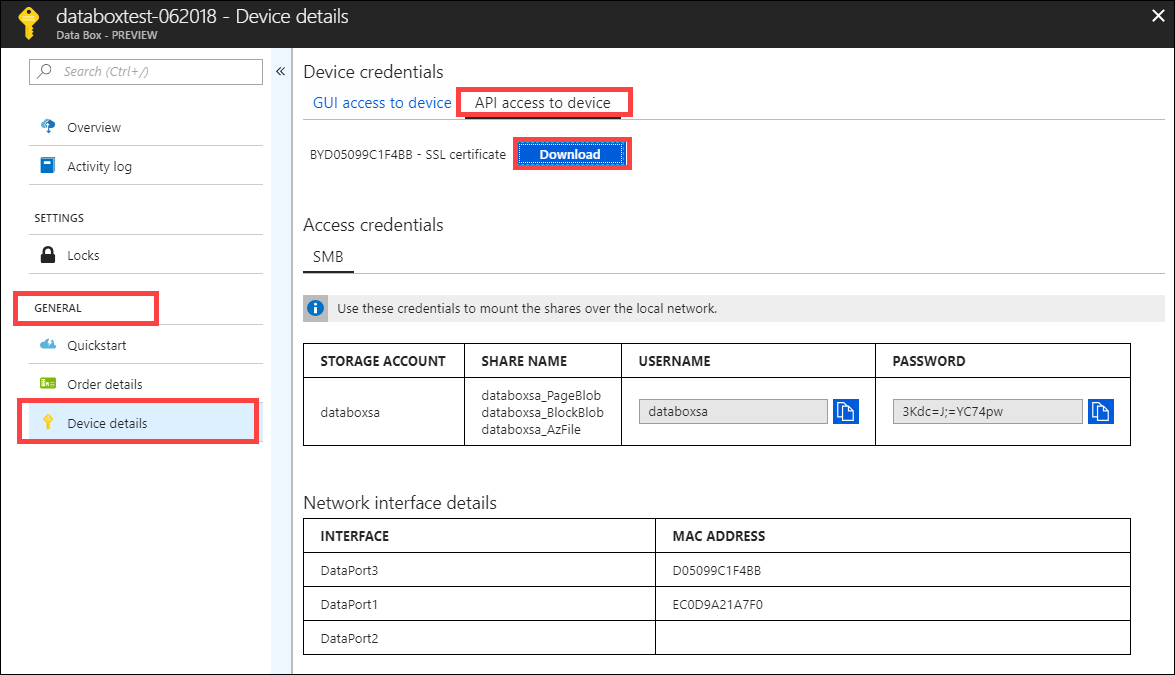 databoxtest-062018 - Device details
Data Box - PREVIEW
Search (Ctrl+/)
Overview
Activity log
SETTINGS
Locks
GENERAL
Quickstart
Order details
Device details
Device credentials
GUI access to device API access to device
BYD05099C1F4BB - SSL certificate Download
Access credentials
SMB
Use these credentials to mount the shares over the local network.
STORAGE ACCOUNT SHARE NAME USERNAME PASSWORD
databoxsa_PageBlob
databoxsa databoxsa_BlockBlob databoxsa 3Kdc=J;=YC74pw
databoxsa_AzFile
Network interface details
INTERFACE MAC ADDRESS
DataPort3 D05099C1F4BB
DataPort1 EC0D9A21A7F0
DataPort2